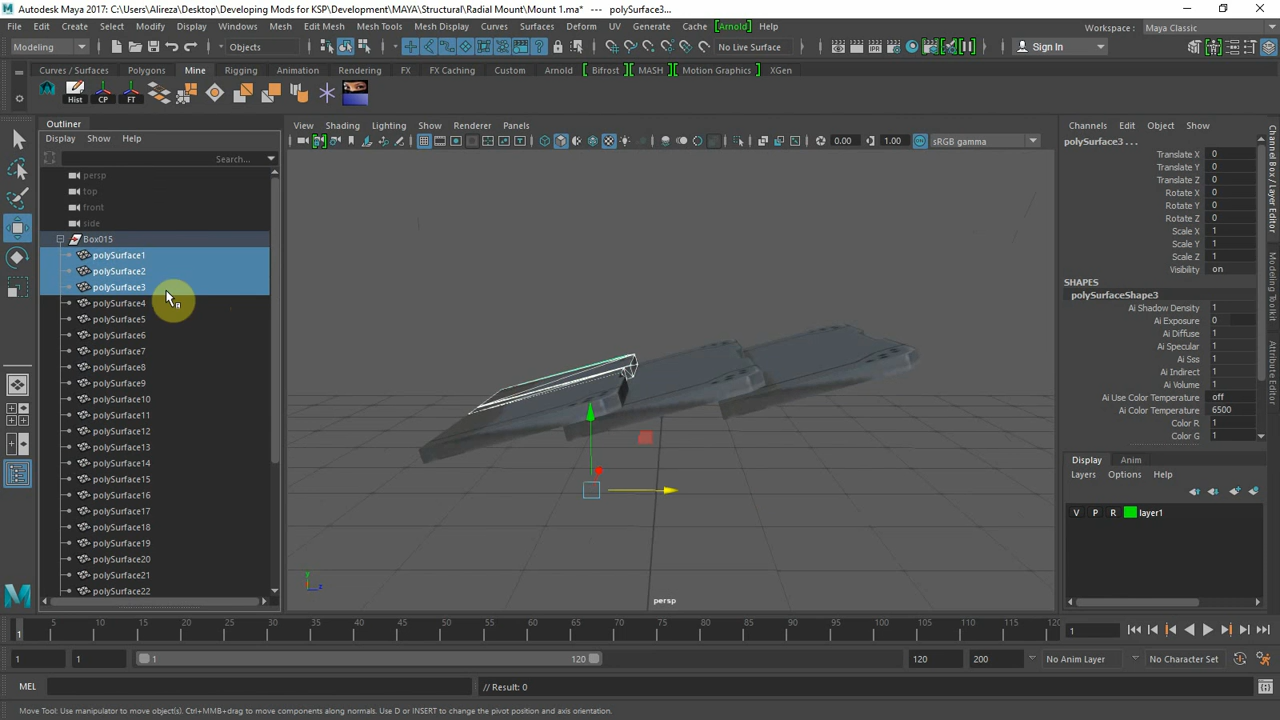 Autodesk Maya 2017: C:\Users\Alireza\Desktop\Developing Mods for KSP\Development\MAYA\Structural\Radial Mount\Mount 1.ma* --- polySurface3...
File Edit Create Select Modify Display Windows Mesh Edit Mesh Mesh Tools Mesh Display Curves Surfaces Deform UV Generate Cache [Arnold] Help
Workspace : Maya Classic
Modeling Objects No Live Surface Sign In
Curves / Surfaces Polygons Mine Rigging Animation Rendering FX FX Caching Custom Arnold Bifrost MASH Motion Graphics XGen
Hist CP FT
Outliner
Display Show Help
Search...
persp
top
front
side
Box015
polySurface1
polySurface2
polySurface3
polySurface4
polySurface5
polySurface6
polySurface7
polySurface8
polySurface9
polySurface10
polySurface11
polySurface12
polySurface13
polySurface14
polySurface15
polySurface16
polySurface17
polySurface18
polySurface19
polySurface20
polySurface21
polySurface22
View Shading Lighting Show Renderer Panels
0.00 1.00 sRGB gamma
persp
Channels Edit Object Show
polySurface3 . . .
Translate X 0
Translate Y 0
Translate Z 0
Rotate X 0
Rotate Y 0
Rotate Z 0
Scale X 1
Scale Y 1
Scale Z 1
Visibility on
SHAPES
polySurfaceShape3
Ai Shadow Density 1
Ai Exposure 0
Ai Diffuse 1
Ai Specular 1
Ai Sss 1
Ai Indirect 1
Ai Volume 1
Ai Use Color Temperature off
Ai Color Temperature 6500
Color R 1
Color G 1
Display Anim
Layers Options Help
V P R layer1
Channel Box / Layer Editor
Modeling Toolkit
Attribute Editor
1 5 10 15 20 25 30 35 40 45 50 55 60 65 70 75 80 85 90 95 100 105 110 115 120
1
1 1 1 120 120 200 No Anim Layer No Character Set
MEL // Result: 0
Move Tool: Use manipulator to move object(s). Ctrl+MMB+drag to move components along normals. Use D or INSERT to change the pivot position and axis orientation.